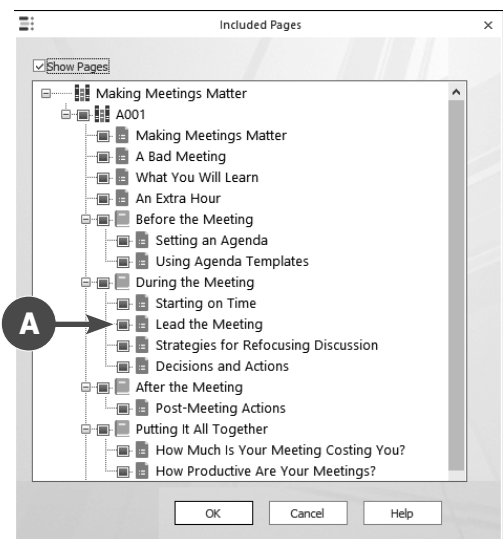 Included Pages
Show Pages
Making Meetings Matter
A001
Making Meetings Matter
A Bad Meeting
What You Will Learn
An Extra Hour
Before the Meeting
Setting an Agenda
Using Agenda Templates
During the Meeting
Starting on Time
A Lead the Meeting
Strategies for Refocusing Discussion
Decisions and Actions
After the Meeting
Post-Meeting Actions
Putting It All Together
How Much Is Your Meeting Costing You?
How Productive Are Your Meetings?
OK Cancel Help